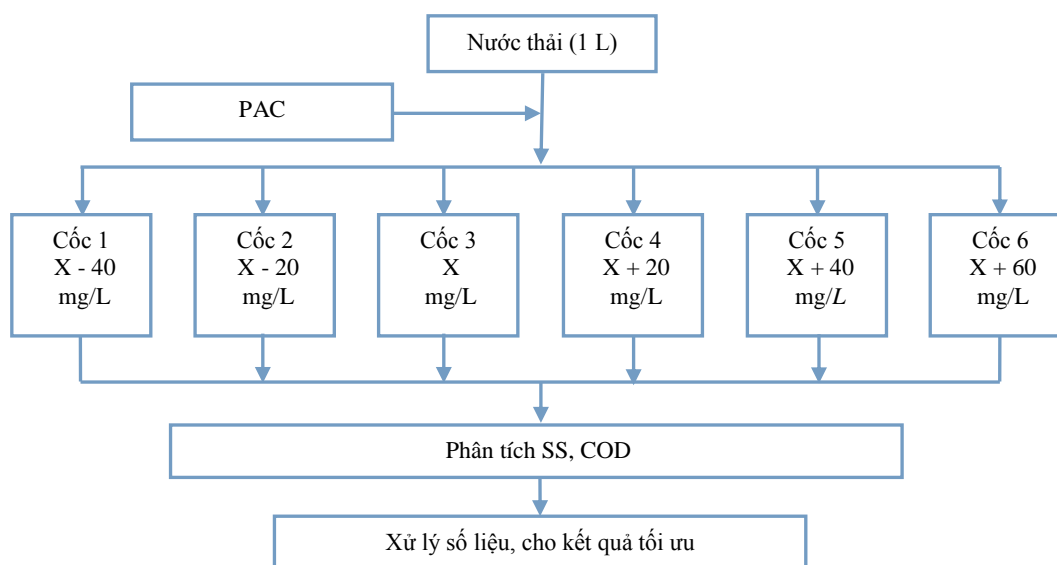 Nước thải (1 L)
PAC
Cốc 1
X - 40
mg/L
Cốc 2
X - 20
mg/L
Cốc 3
X
mg/L
Cốc 4
X + 20
mg/L
Cốc 5
X + 40
mg/L
Cốc 6
X + 60
mg/L
Phân tích SS, COD
Xử lý số liệu, cho kết quả tối ưu